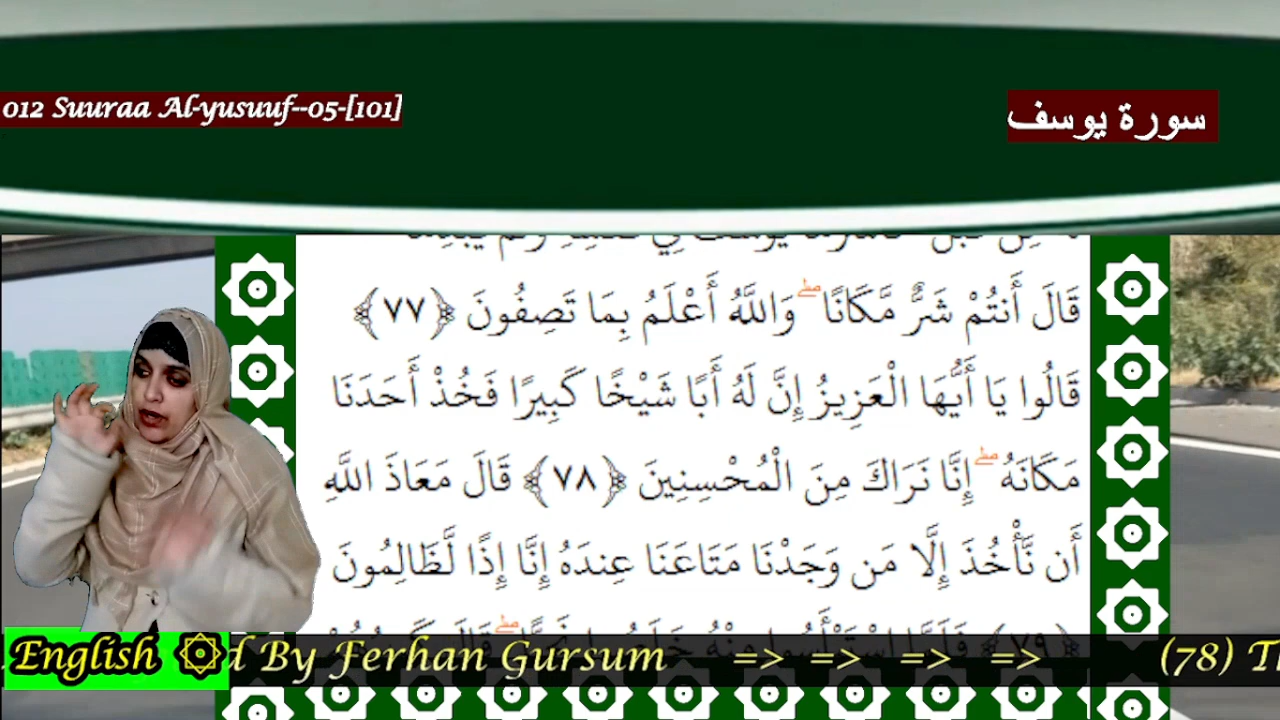 012 Suuraa Al-yusuuf--05-[101]
سورة يوسف
قَالَ أَنتُمْ شَرٌّ مَّكَانًا ۖ وَاللَّهُ أَعْلَمُ بِمَا تَصِفُونَ ﴿٧٧﴾
قَالُوا يَا أَيُّهَا الْعَزِيزُ إِنَّ لَهُ أَبًا شَيْخًا كَبِيرًا فَخُذْ أَحَدَنَا
مَكَانَهُ ۖ إِنَّا نَرَاكَ مِنَ الْمُحْسِنِينَ ﴿٧٨﴾ قَالَ مَعَاذَ اللَّهِ
أَن نَّأْخُذَ إِلَّا مَن وَجَدْنَا مَتَاعَنَا عِندَهُ إِنَّا إِذًا لَّظَالِمُونَ
English
By Ferhan Gursum => => => => (78)